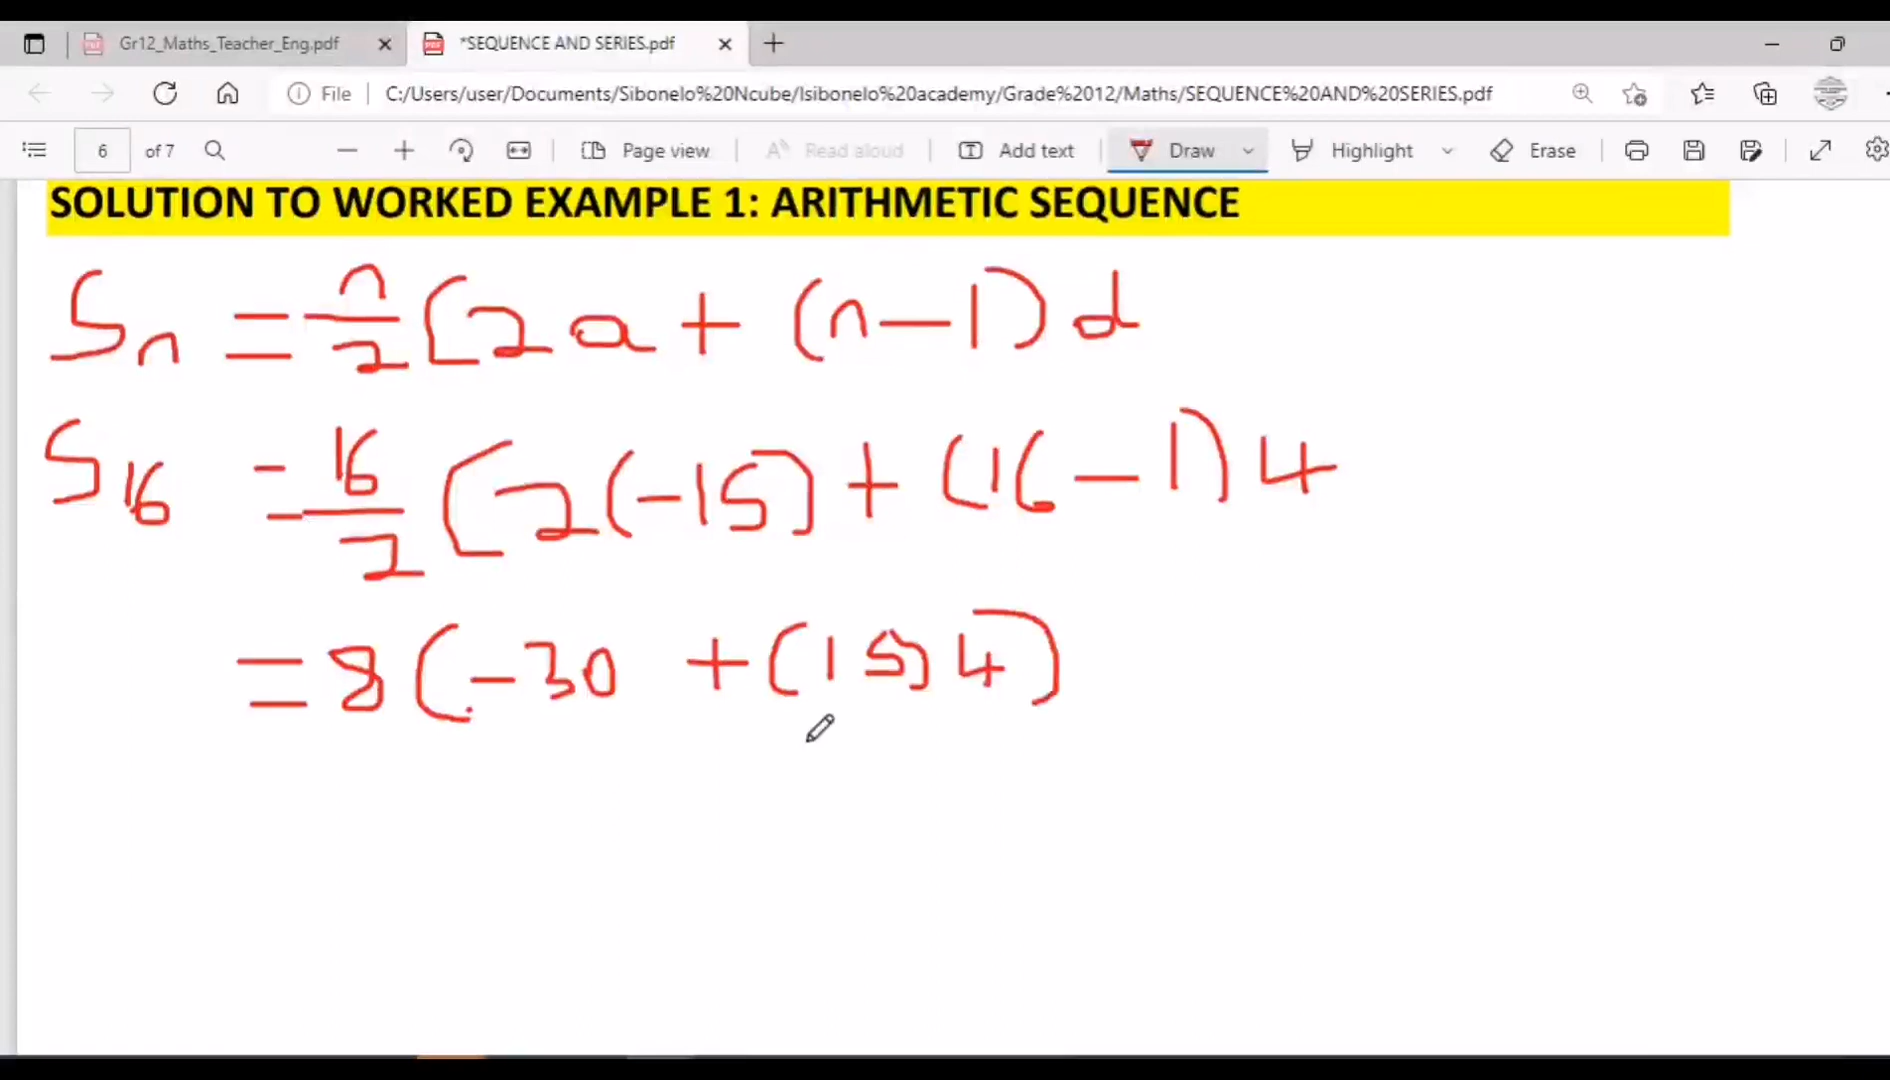 Gr12_Maths_Teacher_Eng.pdf *SEQUENCE AND SERIES.pdf
File C:/Users/user/Documents/Sibonelo%20Ncube/Isibonelo%20academy/Grade%2012/Maths/SEQUENCE%20AND%20SERIES.pdf
6 of 7 Page view Read aloud Add text Draw Highlight Erase
SOLUTION TO WORKED EXAMPLE 1: ARITHMETIC SEQUENCE
Sn = n/2 [2a + (n-1)d
S16 = 16/2 [2(-15) + (16-1)4
= 8(-30 + (15)4)